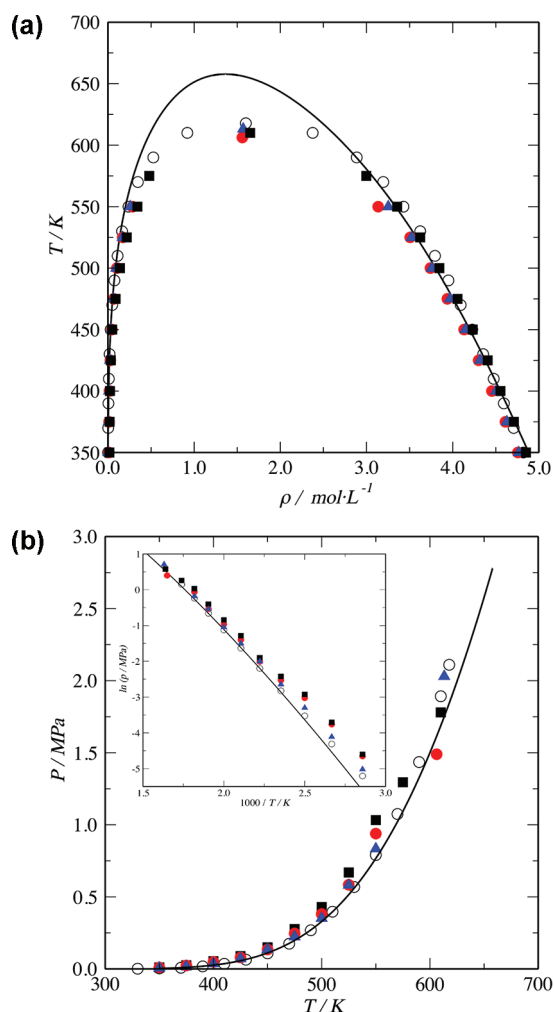 (a)
700
650
600
550
500
450
400
350
T / K
0.0 1.0 2.0 3.0 4.0 5.0
ρ / mol·L⁻¹
(b)
3.0
2.5
2.0
1.5
1.0
0.5
0.0
P / MPa
1
0
-1
-2
-3
-4
-5
ln (p / MPa)
1.5 2.0 2.5 3.0
1000 / T / K
300 400 500 600 700
T / K